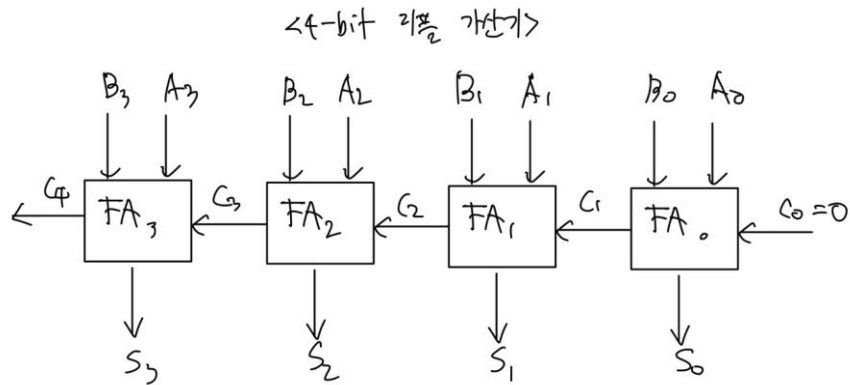 <4-bit 리플 가산기>
B₃ A₃ B₂ A₂ B₁ A₁ B₀ A₀
C₄ FA₃ C₃ FA₂ C₂ FA₁ C₁ FA₀ C₀=0
S₃ S₂ S₁ S₀